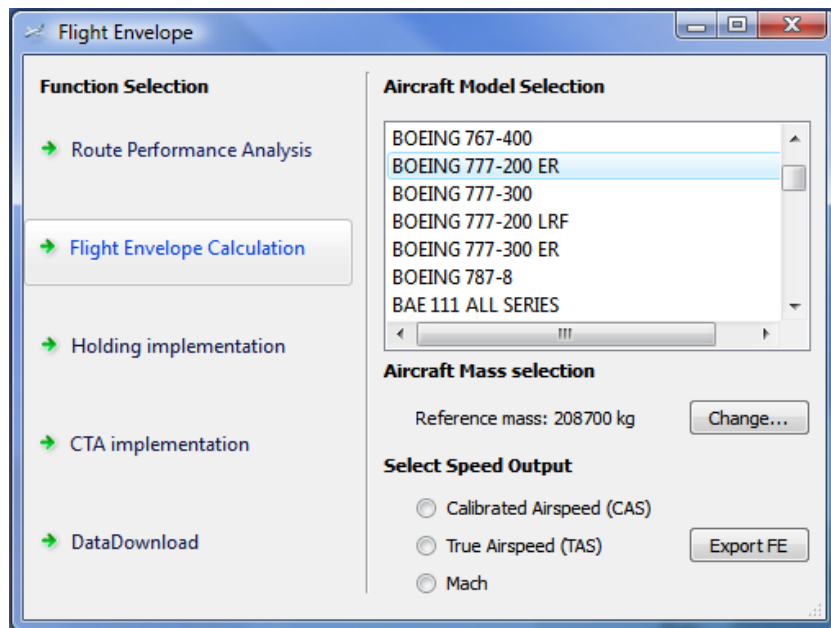 Flight Envelope
Function Selection
Route Performance Analysis
Flight Envelope Calculation
Holding implementation
CTA implementation
DataDownload
Aircraft Model Selection
BOEING 767-400
BOEING 777-200 ER
BOEING 777-300
BOEING 777-200 LRF
BOEING 777-300 ER
BOEING 787-8
BAE 111 ALL SERIES
Aircraft Mass selection
Reference mass: 208700 kg
Change...
Select Speed Output
Calibrated Airspeed (CAS)
True Airspeed (TAS)
Export FE
Mach